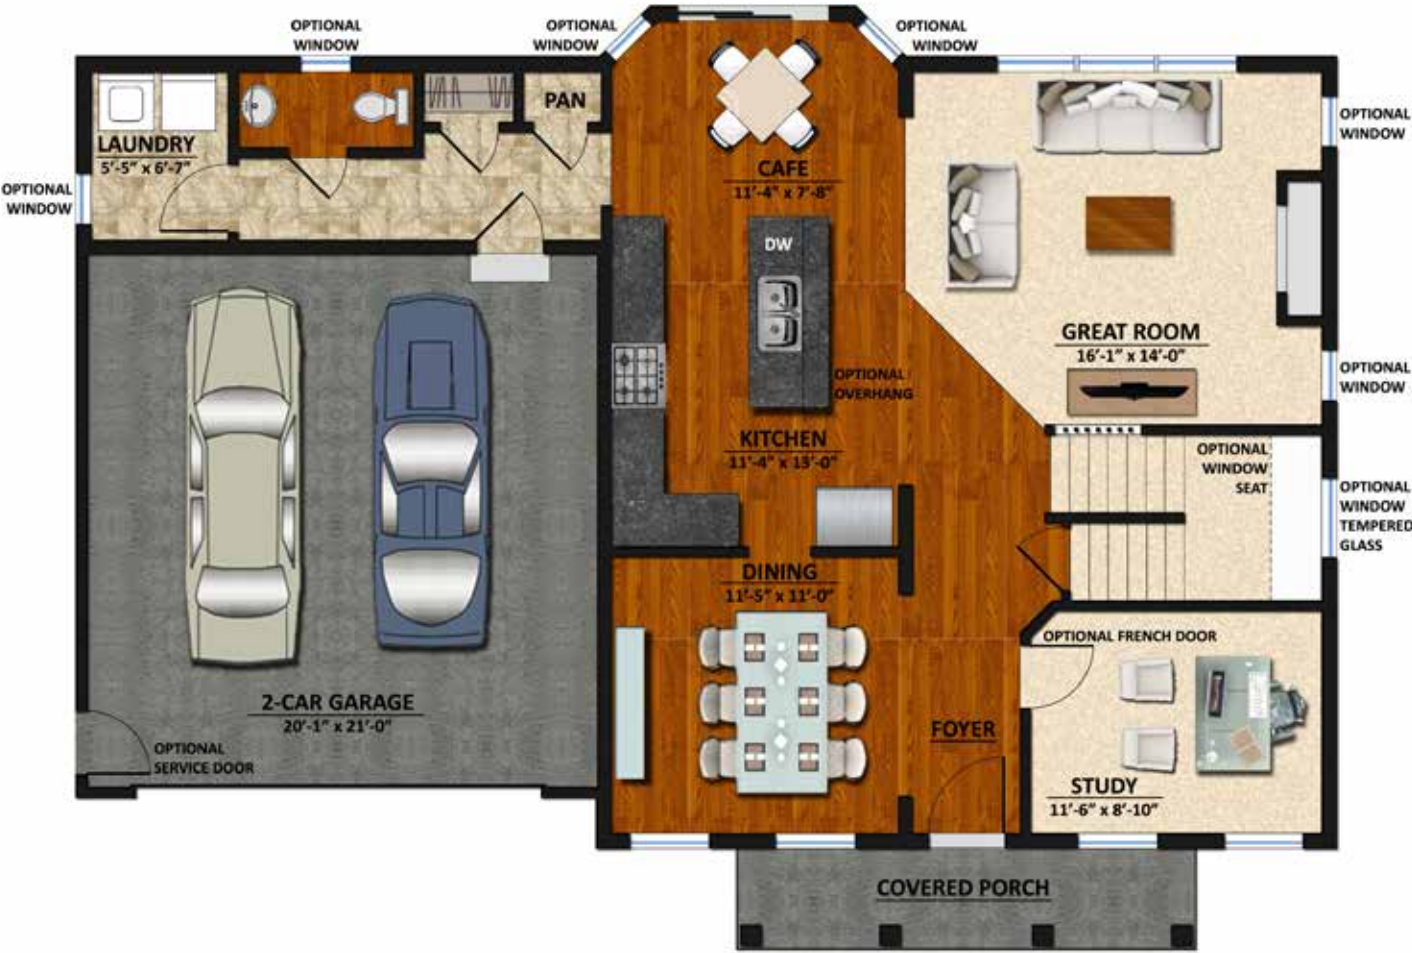 OPTIONAL
WINDOW
OPTIONAL
WINDOW
OPTIONAL
WINDOW
PAN
LAUNDRY
5'-5" x 6'-7"
OPTIONAL
WINDOW
CAFE
11'-4" x 7'-8"
OPTIONAL
WINDOW
DW
GREAT ROOM
16'-1" x 14'-0"
OPTIONAL
WINDOW
OPTIONAL
OVERHANG
KITCHEN
11'-4" x 13'-0"
OPTIONAL
WINDOW
SEAT
OPTIONAL
WINDOW
TEMPERED
GLASS
DINING
11'-5" x 11'-0"
OPTIONAL FRENCH DOOR
2-CAR GARAGE
20'-1" x 21'-0"
OPTIONAL
SERVICE DOOR
FOYER
STUDY
11'-6" x 8'-10"
COVERED PORCH